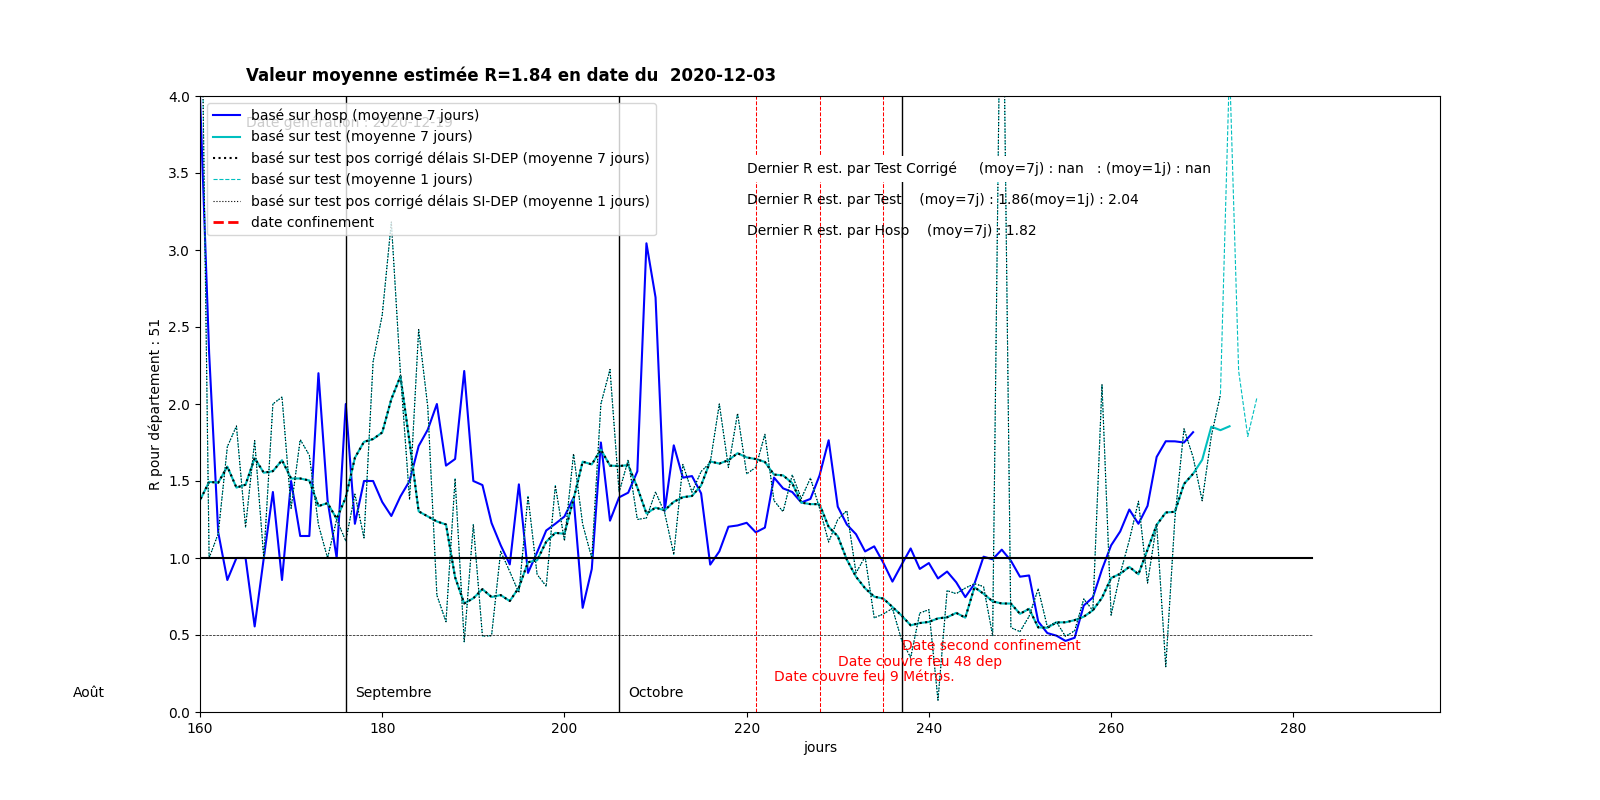 Valeur moyenne estimée R=1.84 en date du  2020-12-03
Date génération : 2020-12-19
basé sur hosp (moyenne 7 jours)
basé sur test (moyenne 7 jours)
basé sur test pos corrigé délais SI-DEP (moyenne 7 jours)
basé sur test (moyenne 1 jours)
basé sur test pos corrigé délais SI-DEP (moyenne 1 jours)
date confinement
Dernier R est. par Test Corrigé     (moy=7j) : nan   : (moy=1j) : nan
Dernier R est. par Test    (moy=7j) : 1.86(moy=1j) : 2.04
Dernier R est. par Hosp    (moy=7j) : 1.82
R pour département : 51
4.0
3.5
3.0
2.5
2.0
1.5
1.0
0.5
0.0
Date second confinement
Date couvre feu 48 dep
Date couvre feu 9 Métros.
Août
Septembre
Octobre
160
180
200
220
240
260
280
jours